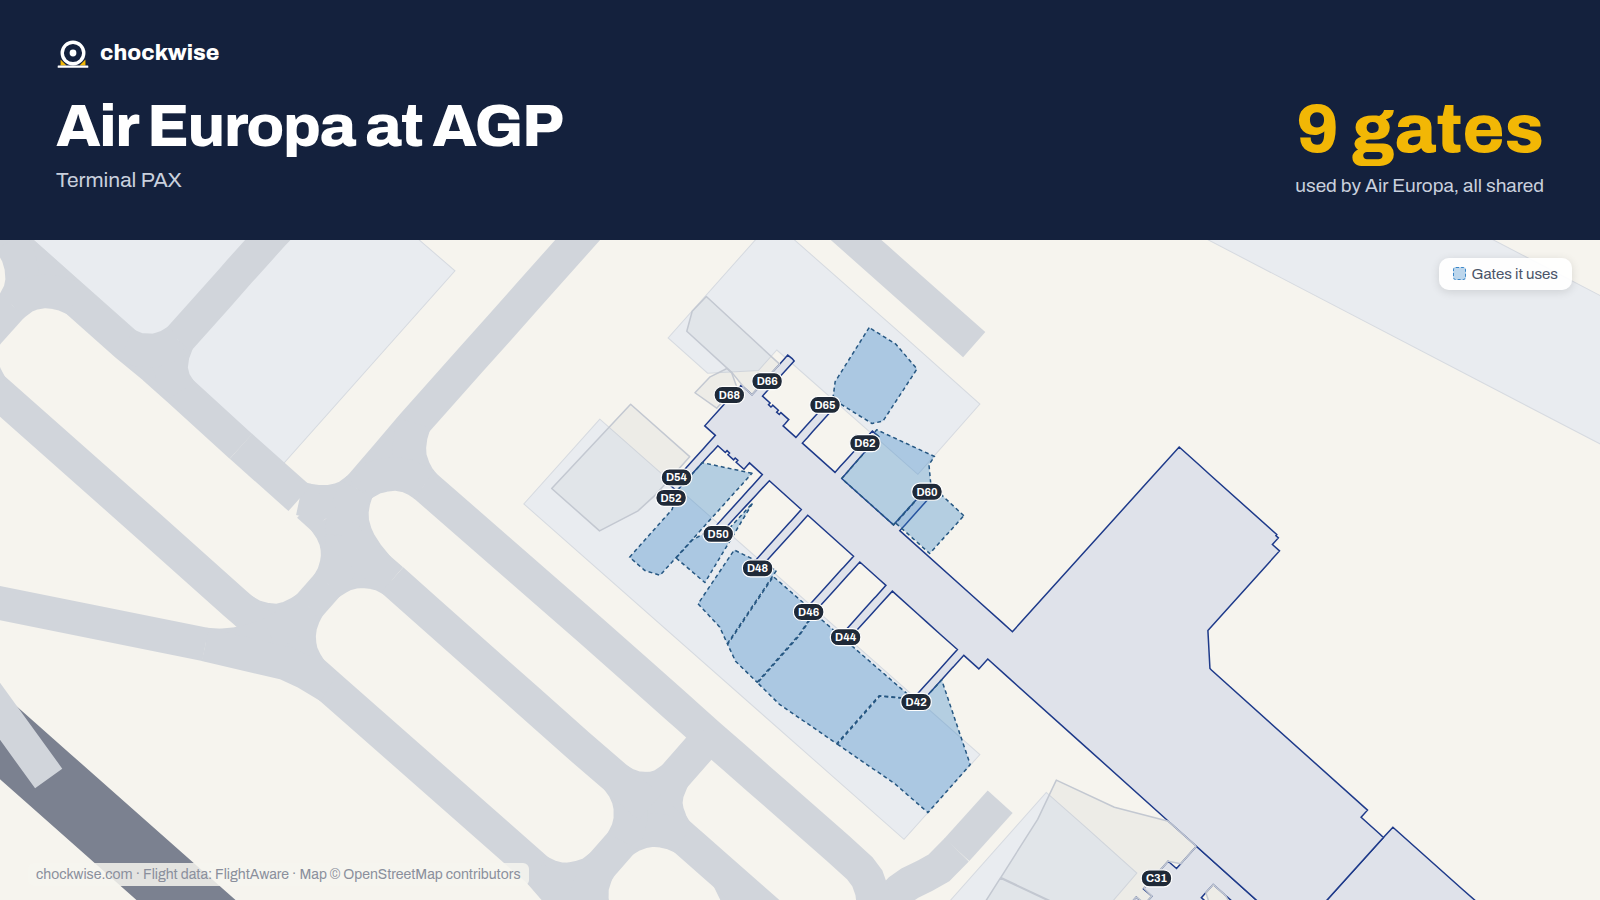 chockwise
Air Europa at AGP
Terminal PAX
9 gates
used by Air Europa, all shared
Gates it uses
D66
D68
D65
D62
D54
D52
D60
D50
D48
D46
D44
D42
C31
chockwise.com · Flight data: FlightAware · Map © OpenStreetMap contributors